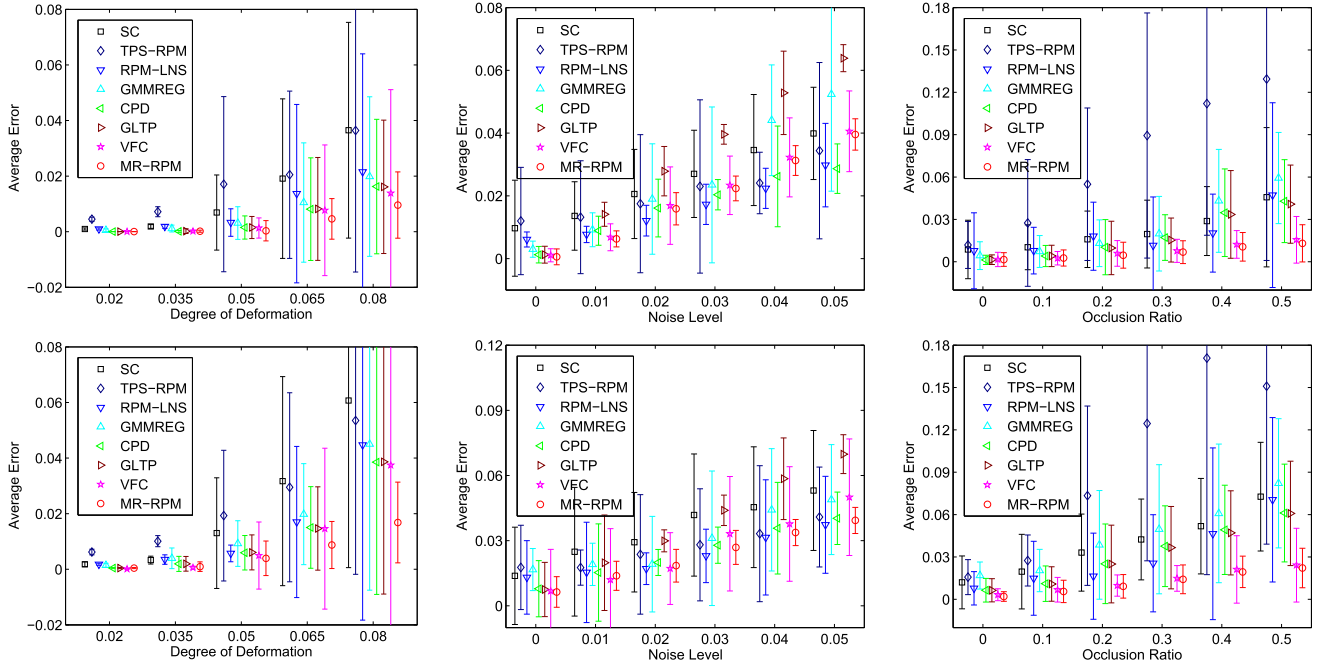 0.08
0.06
0.04
0.02
0
−0.02
Average Error
SC
TPS−RPM
RPM−LNS
GMMREG
CPD
GLTP
VFC
MR−RPM
0.02 0.035 0.05 0.065 0.08
Degree of Deformation
0.08
0.06
0.04
0.02
0
Average Error
SC
TPS−RPM
RPM−LNS
GMMREG
CPD
GLTP
VFC
MR−RPM
0 0.01 0.02 0.03 0.04 0.05
Noise Level
0.18
0.15
0.12
0.09
0.06
0.03
0
Average Error
SC
TPS−RPM
RPM−LNS
GMMREG
CPD
GLTP
VFC
MR−RPM
0 0.1 0.2 0.3 0.4 0.5
Occlusion Ratio
0.08
0.06
0.04
0.02
0
−0.02
Average Error
SC
TPS−RPM
RPM−LNS
GMMREG
CPD
GLTP
VFC
MR−RPM
0.02 0.035 0.05 0.065 0.08
Degree of Deformation
0.12
0.09
0.06
0.03
0
Average Error
SC
TPS−RPM
RPM−LNS
GMMREG
CPD
GLTP
VFC
MR−RPM
0 0.01 0.02 0.03 0.04 0.05
Noise Level
0.18
0.15
0.12
0.09
0.06
0.03
0
Average Error
SC
TPS−RPM
RPM−LNS
GMMREG
CPD
GLTP
VFC
MR−RPM
0 0.1 0.2 0.3 0.4 0.5
Occlusion Ratio